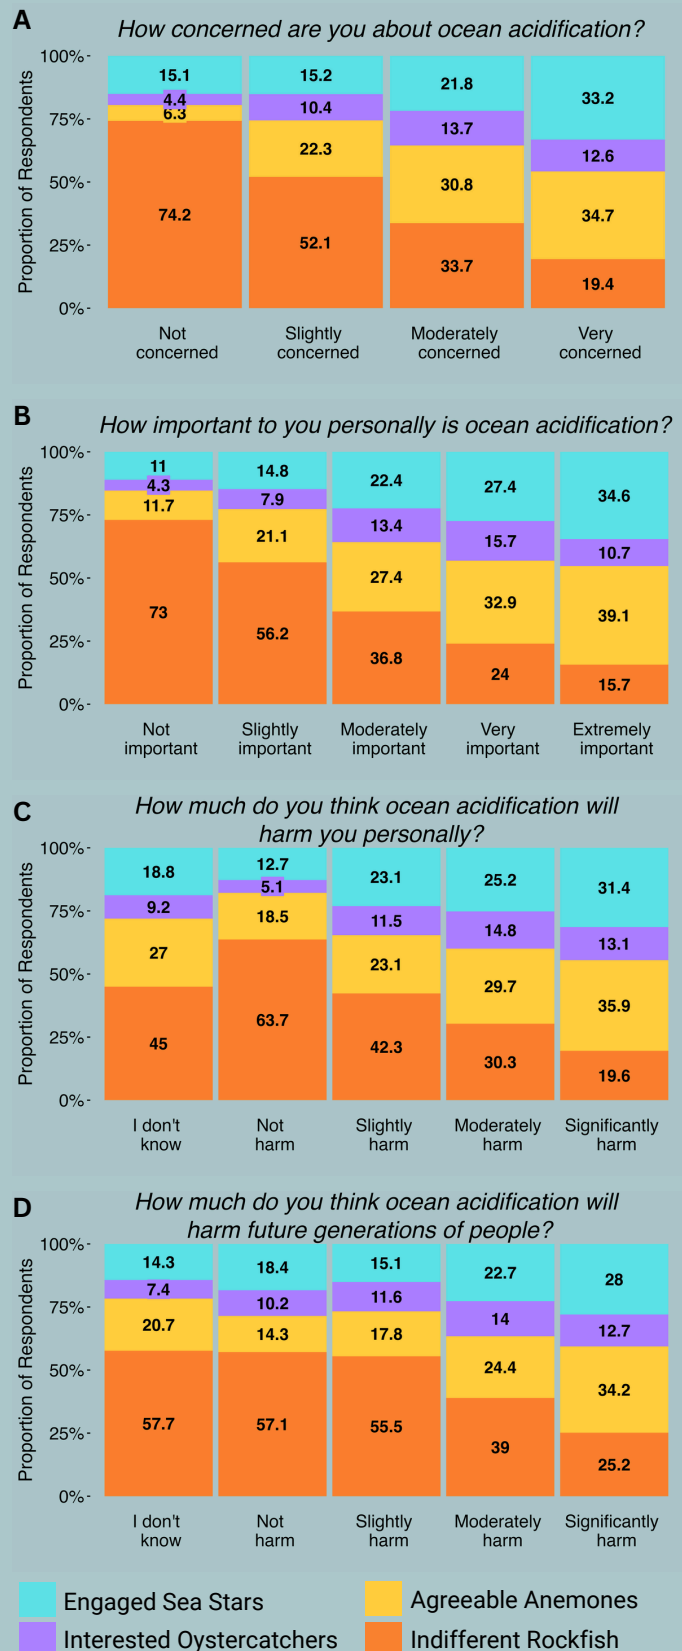 A
How concerned are you about ocean acidification?
Proportion of Respondents
100%
75%
50%
25%
0%
15.1
4.4
6.3
74.2
15.2
10.4
22.3
52.1
21.8
13.7
30.8
33.7
33.2
12.6
34.7
19.4
Not
concerned
Slightly
concerned
Moderately
concerned
Very
concerned
B
How important to you personally is ocean acidification?
Proportion of Respondents
100%
75%
50%
25%
0%
11
4.3
11.7
73
14.8
7.9
21.1
56.2
22.4
13.4
27.4
36.8
27.4
15.7
32.9
24
34.6
10.7
39.1
15.7
Not
important
Slightly
important
Moderately
important
Very
important
Extremely
important
C
How much do you think ocean acidification will
harm you personally?
Proportion of Respondents
100%
75%
50%
25%
0%
18.8
9.2
27
45
12.7
5.1
18.5
63.7
23.1
11.5
23.1
42.3
25.2
14.8
29.7
30.3
31.4
13.1
35.9
19.6
I don't
know
Not
harm
Slightly
harm
Moderately
harm
Significantly
harm
D
How much do you think ocean acidification will
harm future generations of people?
Proportion of Respondents
100%
75%
50%
25%
0%
14.3
7.4
20.7
57.7
18.4
10.2
14.3
57.1
15.1
11.6
17.8
55.5
22.7
14
24.4
39
28
12.7
34.2
25.2
I don't
know
Not
harm
Slightly
harm
Moderately
harm
Significantly
harm
Engaged Sea Stars
Agreeable Anemones
Interested Oystercatchers
Indifferent Rockfish